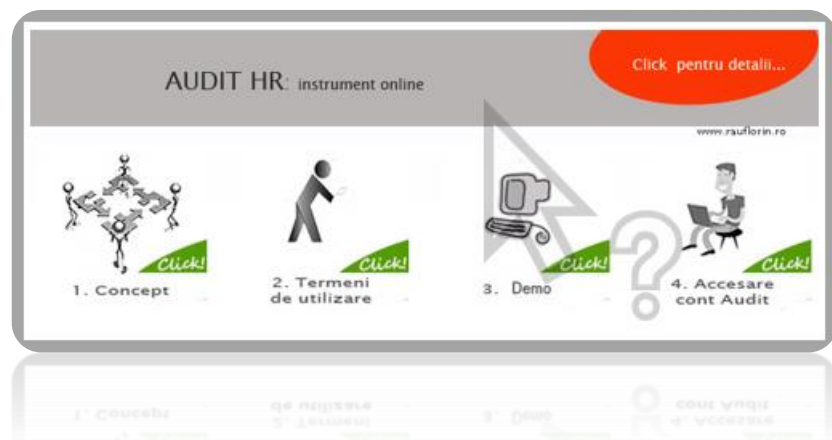 AUDIT HR: instrument online
Click pentru detalii...
www.rauflorin.ro
Click!
Click!
Click!
Click!
1. Concept
2. Termeni
de utilizare
3. Demo
4. Accesare
cont Audit